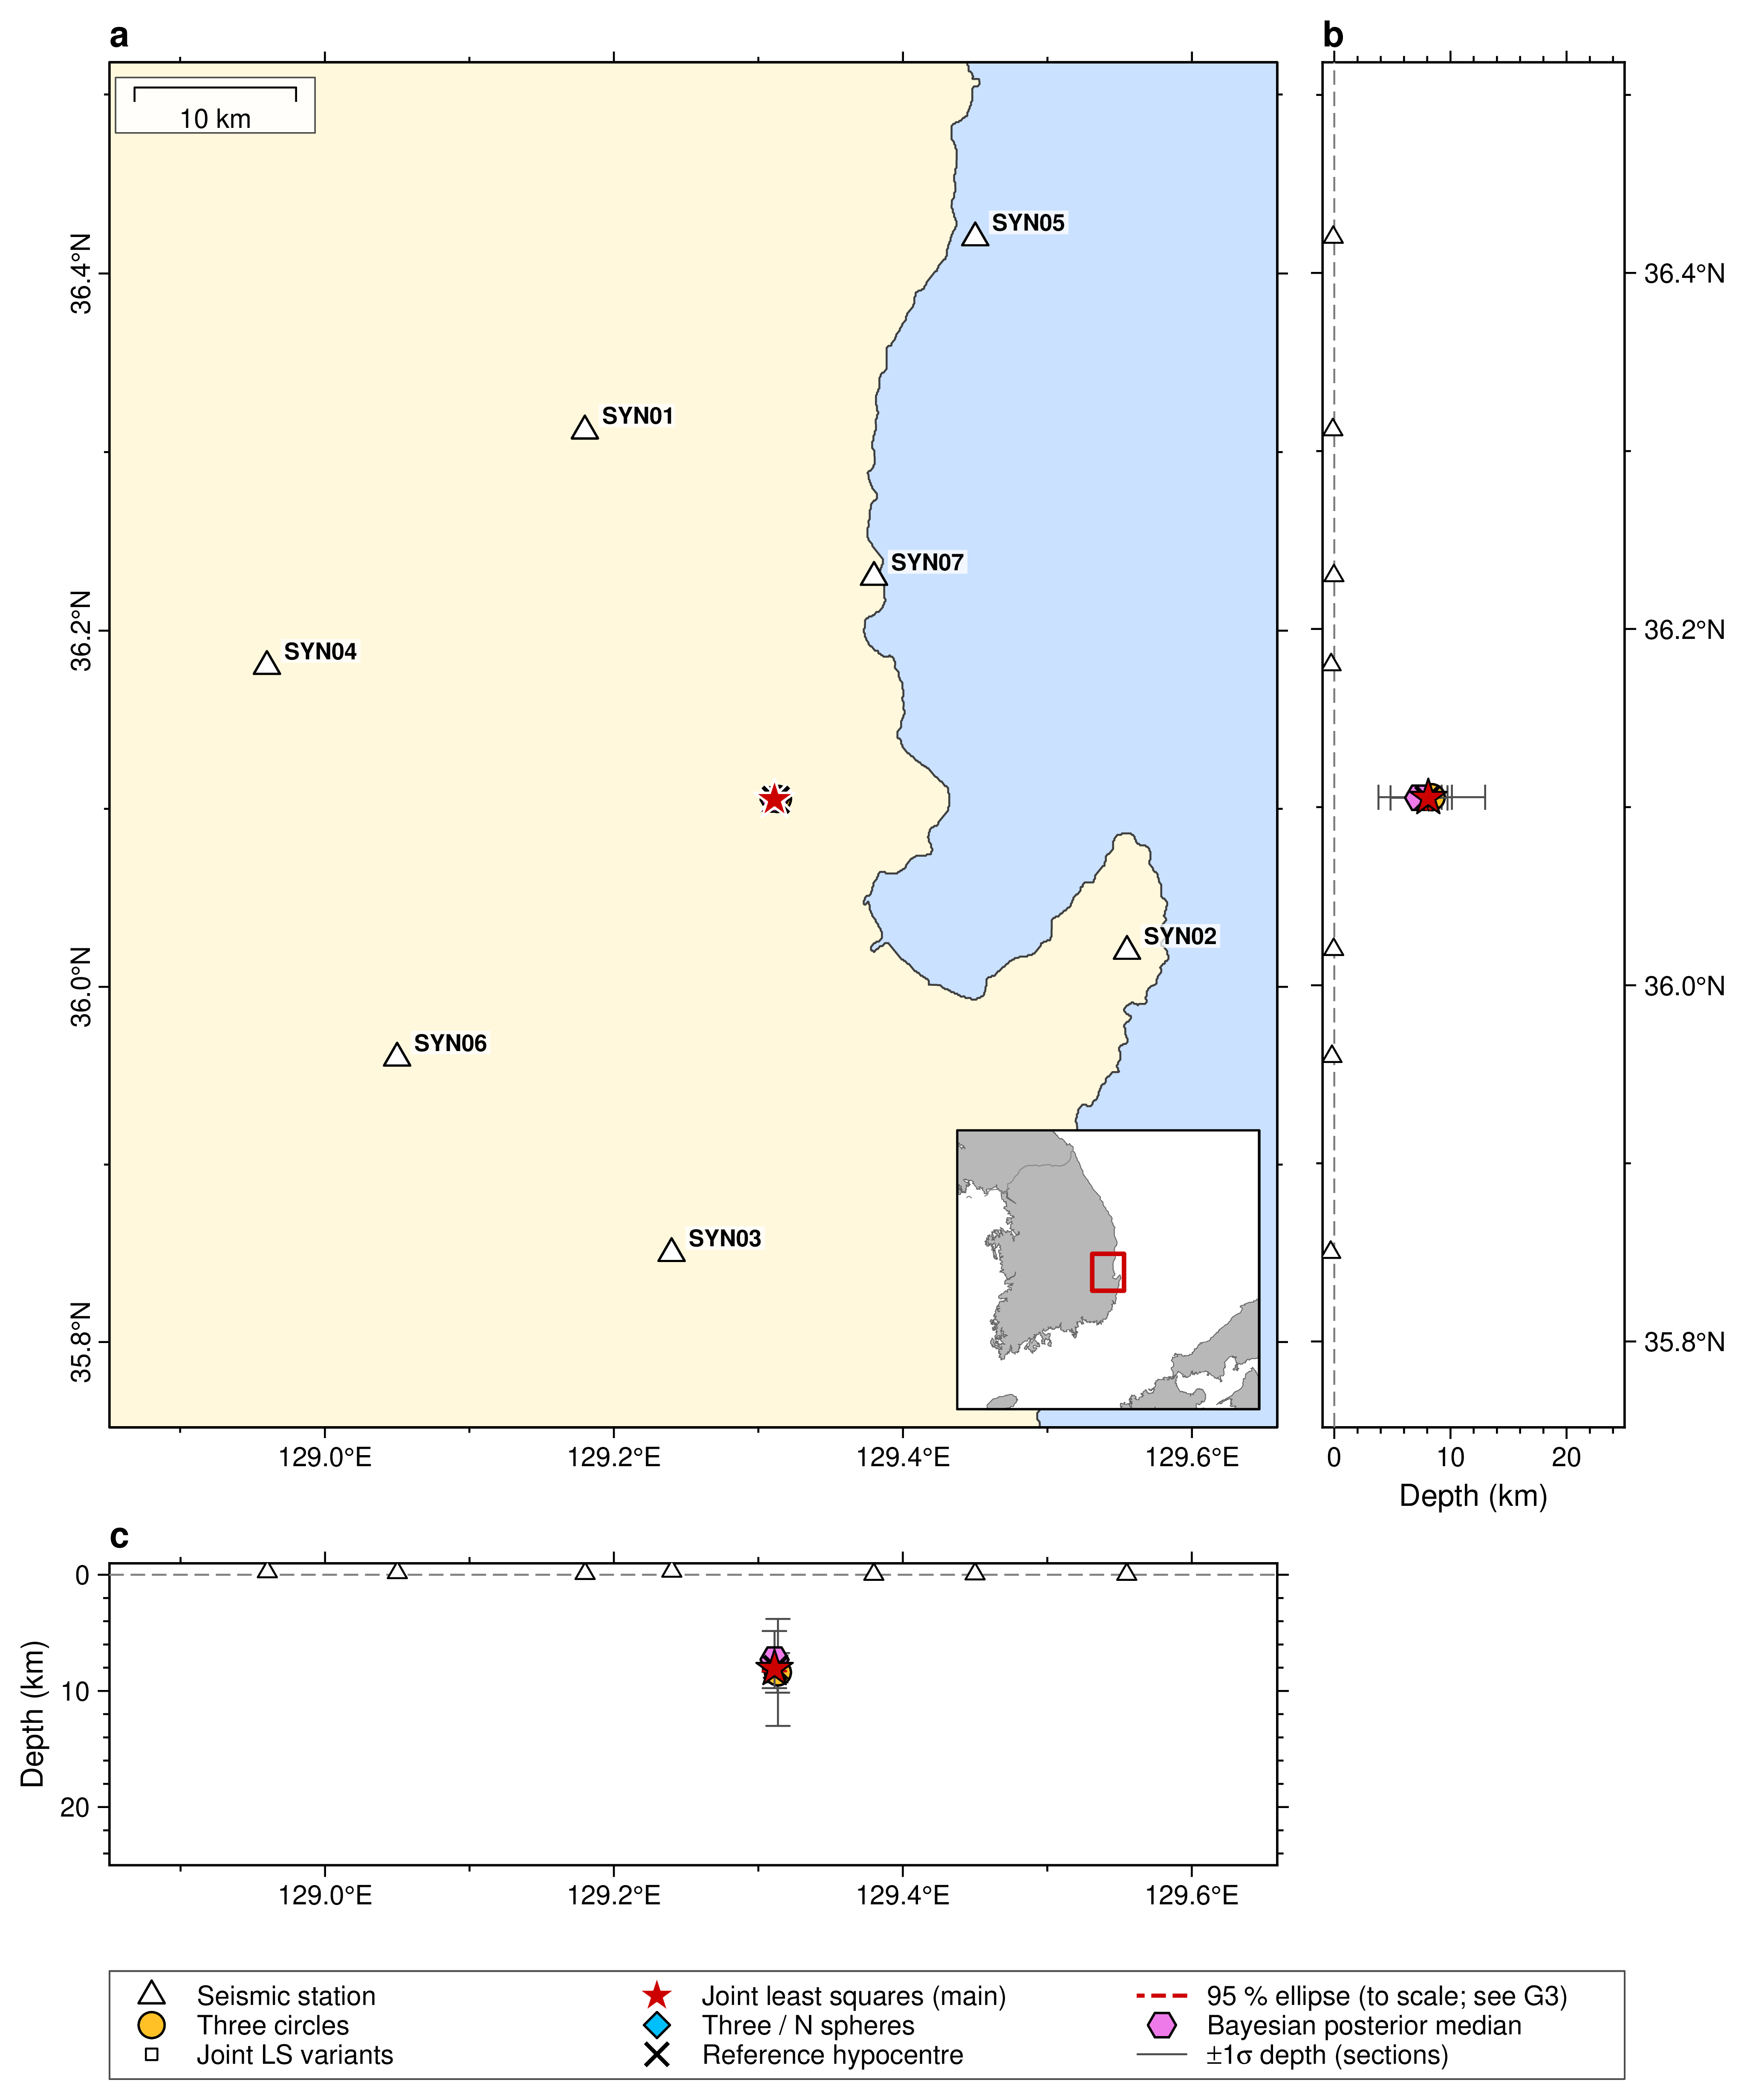 a
b
10 km
SYN05
36.4°N
36.4°N
SYN01
SYN07
36.2°N
36.2°N
SYN04
SYN02
36.0°N
36.0°N
SYN06
SYN03
35.8°N
35.8°N
129.0°E
129.2°E
129.4°E
129.6°E
0
10
20
Depth (km)
c
0
10
20
Depth (km)
129.0°E
129.2°E
129.4°E
129.6°E
Seismic station
Joint least squares (main)
95 % ellipse (to scale; see G3)
Three circles
Three / N spheres
Bayesian posterior median
Joint LS variants
Reference hypocentre
±1σ depth (sections)